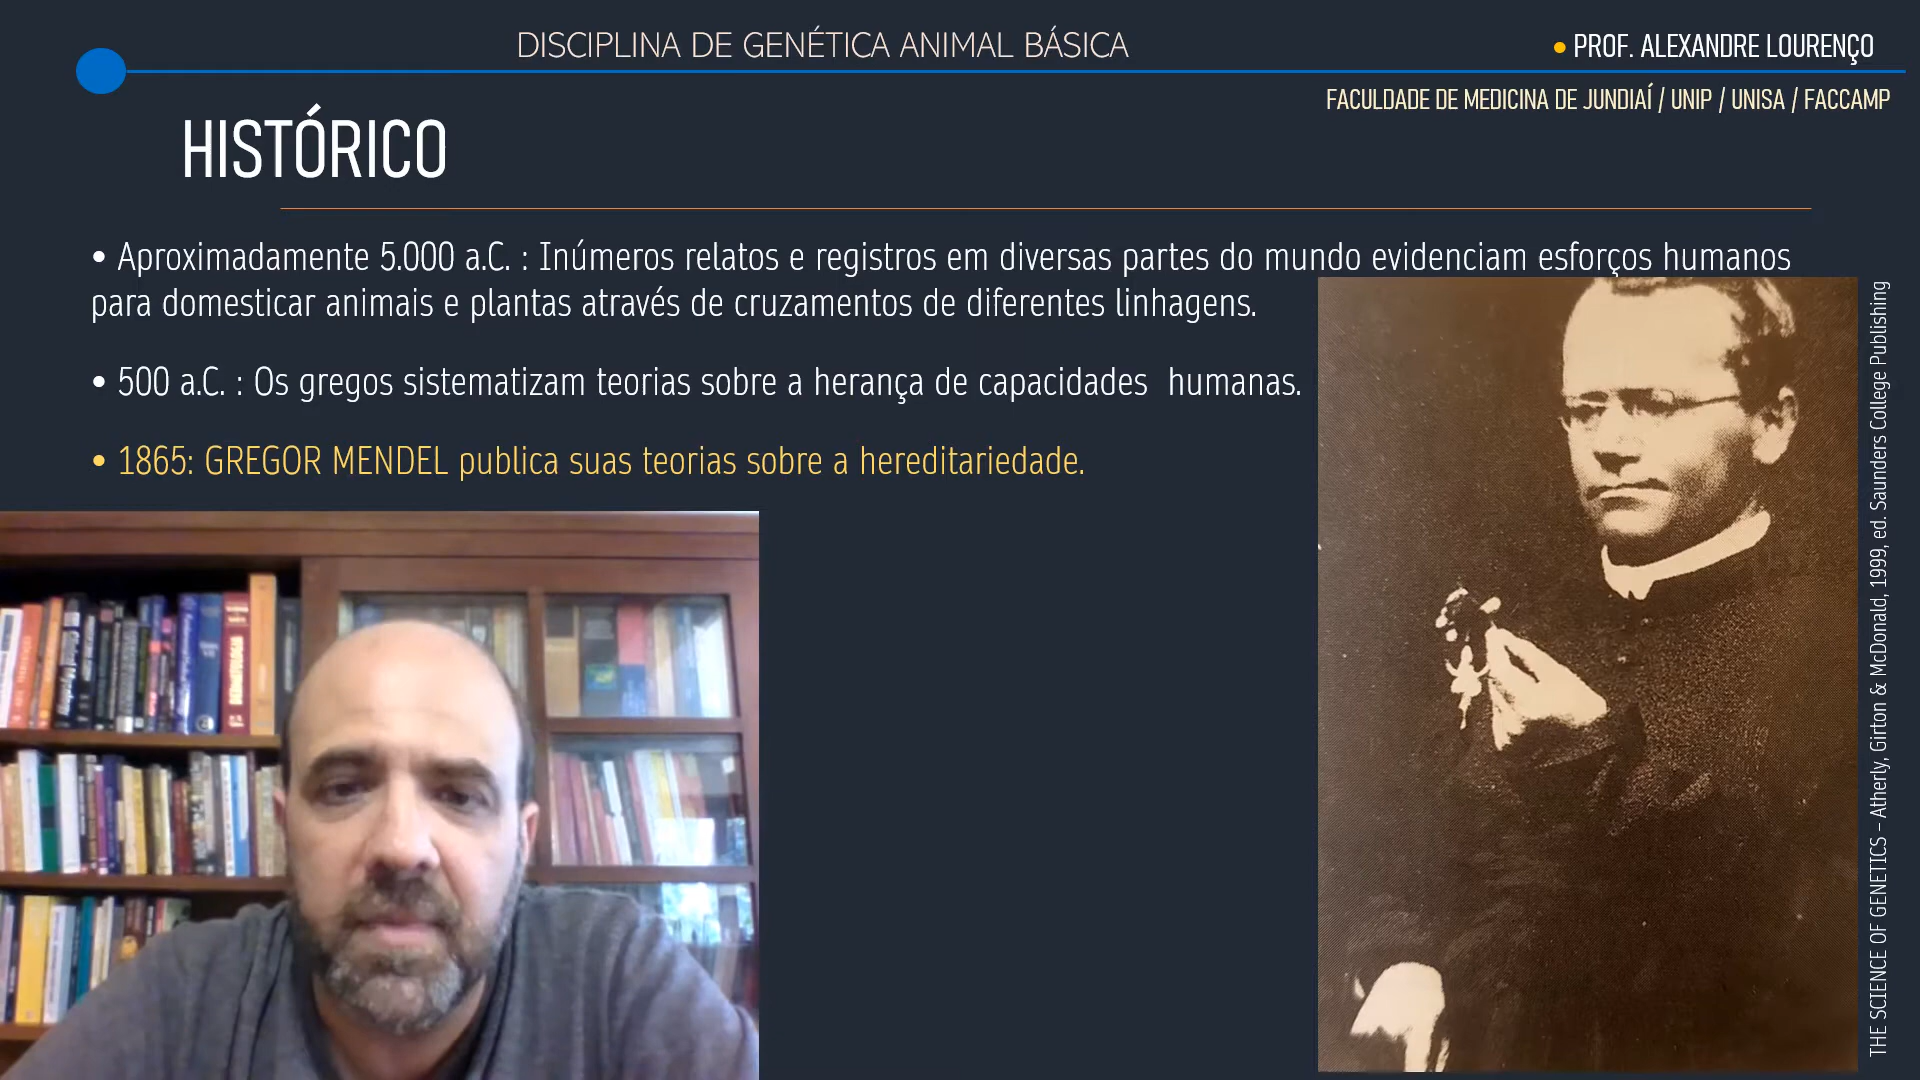 DISCIPLINA DE GENÉTICA ANIMAL BÁSICA
• PROF. ALEXANDRE LOURENÇO
FACULDADE DE MEDICINA DE JUNDIAÍ / UNIP / UNISA / FACCAMP
HISTÓRICO
• Aproximadamente 5.000 a.C. : Inúmeros relatos e registros em diversas partes do mundo evidenciam esforços humanos
para domesticar animais e plantas através de cruzamentos de diferentes linhagens.
• 500 a.C. : Os gregos sistematizam teorias sobre a herança de capacidades humanas.
• 1865: GREGOR MENDEL publica suas teorias sobre a hereditariedade.
THE SCIENCE OF GENETICS – Atherly, Girton & McDonald, 1999, ed. Saunders College Publishing